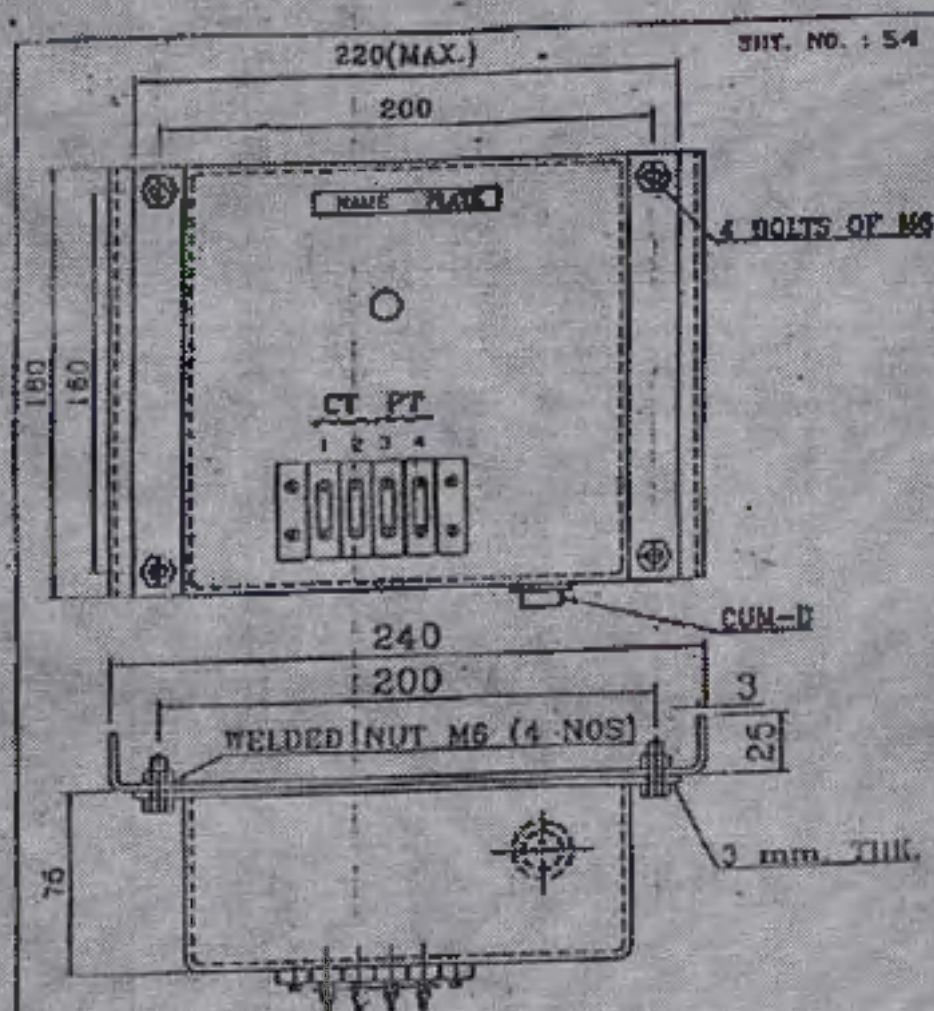 SHT. NO. : 54
220(MAX.)
200
NAME PLATE
4 BOLTS OF M6
180
160
CT PT
1 2 3 4
240
200
3
WELDED NUT M6 (4 NOS)
25
3 mm. THK.
76